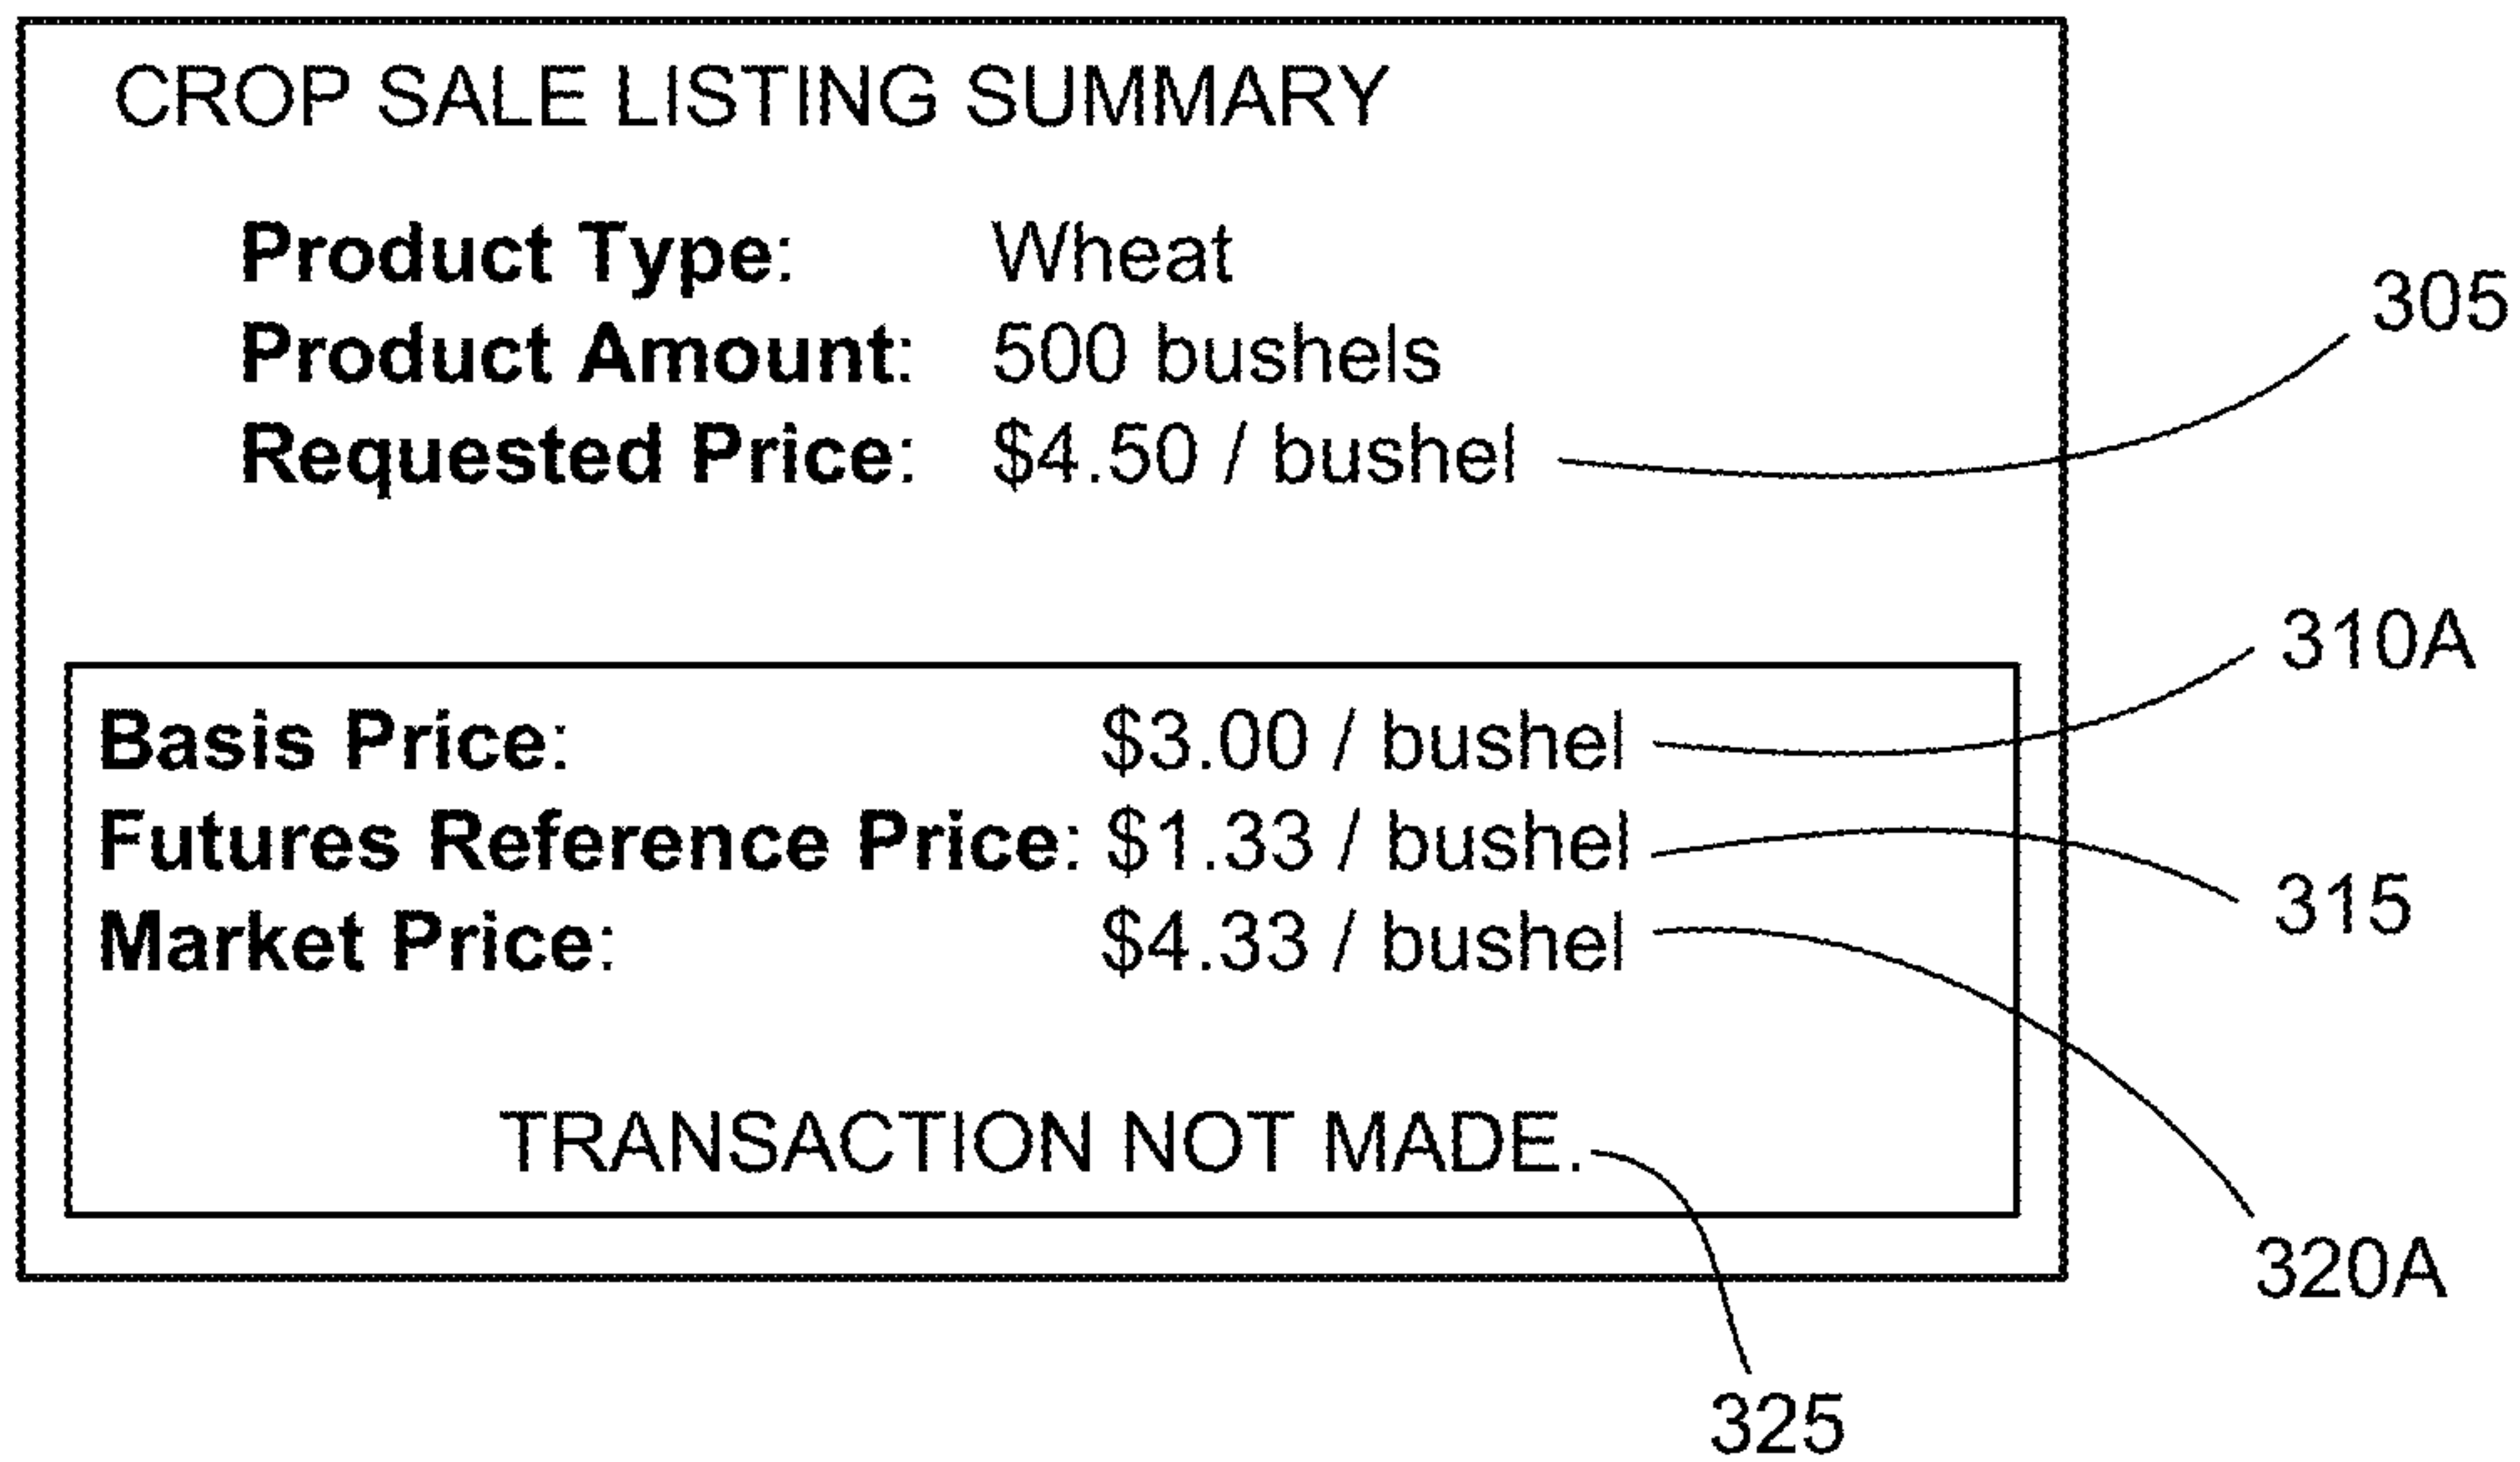 CROP SALE LISTING SUMMARY
Product Type: Wheat
Product Amount: 500 bushels
Requested Price: $4.50 / bushel
305
310A
Basis Price: $3.00 / bushel
Futures Reference Price: $1.33 / bushel
315
Market Price: $4.33 / bushel
TRANSACTION NOT MADE.
320A
325